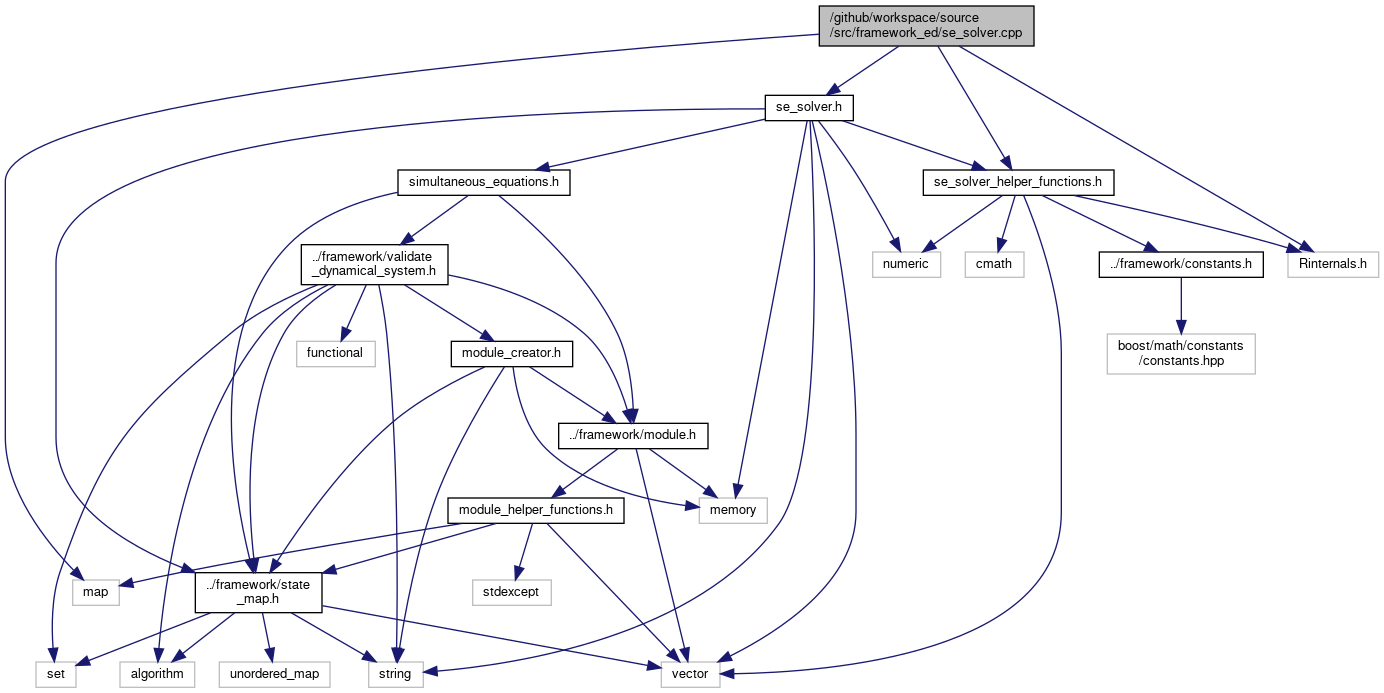 /github/workspace/source
/src/framework_ed/se_solver.cpp
se_solver.h
simultaneous_equations.h
se_solver_helper_functions.h
../framework/validate
_dynamical_system.h
numeric
cmath
../framework/constants.h
Rinternals.h
functional
module_creator.h
boost/math/constants
/constants.hpp
../framework/module.h
module_helper_functions.h
memory
map
../framework/state
_map.h
stdexcept
set
algorithm
unordered_map
string
vector